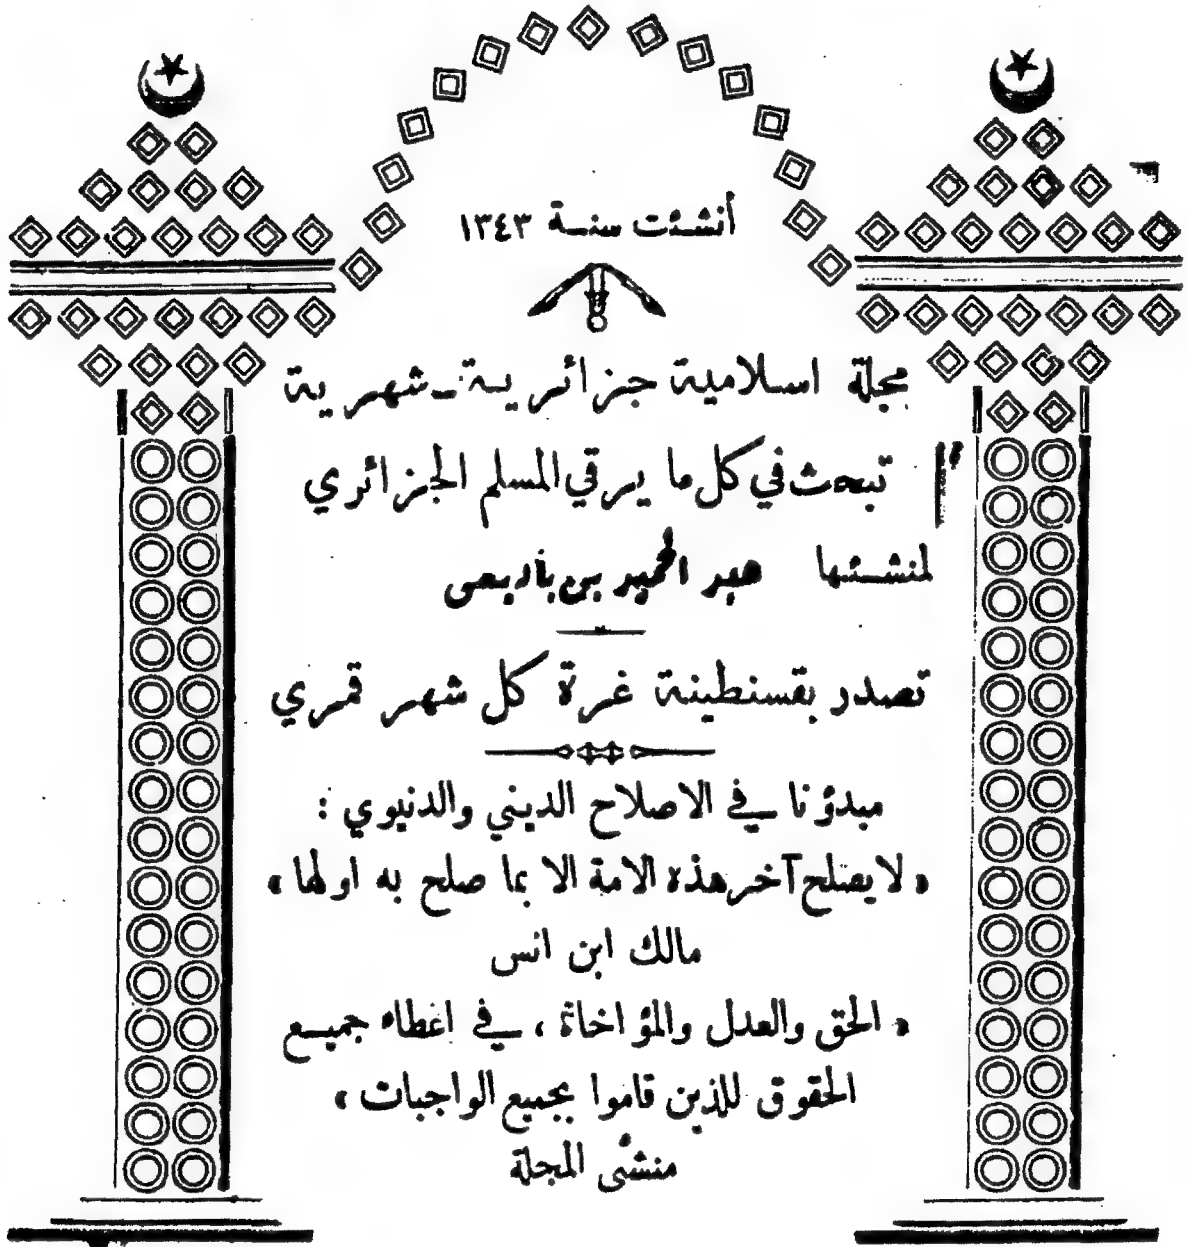 أنشئت سنة ١٣٤٣
مجلة اسلامية جزائرية ـ شهرية
تبحث في كل ما يرقي المسلم الجزائري
لمنشئها عبد الحميد بن باديس
تصدر بقسنطينة غرة كل شهر قمري
مبدؤنا في الاصلاح الديني والدنيوي :
« لا يصلح آخر هذه الامة الا بما صلح به اولها »
مالك ابن انس
« الحق والعدل والمؤاخاة ، في اعطاء جميع
الحقوق للذين قاموا بجميع الواجبات »
منشئ المجلة